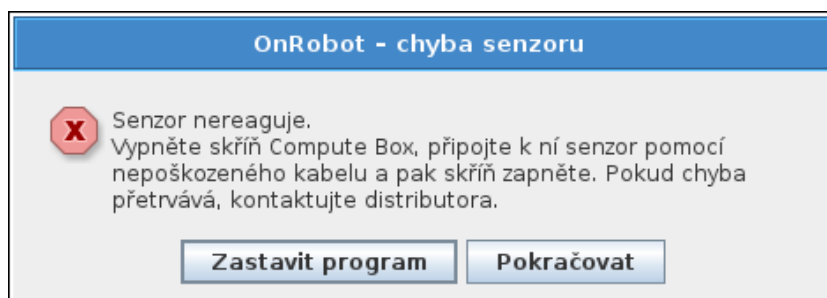 OnRobot - chyba senzoru
Senzor nereaguje.
Vypněte skříň Compute Box, připojte k ní senzor pomocí
nepoškozeného kabelu a pak skříň zapněte. Pokud chyba
přetrvává, kontaktujte distributora.
Zastavit program Pokračovat